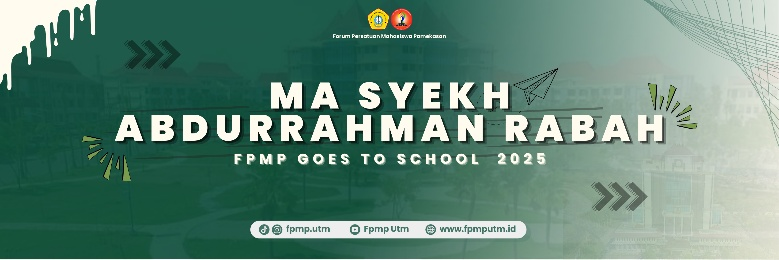 Forum Persatuan Mahasiswa Pamekasan
MA SYEKH
ABDURRAHMAN RABAH
FPMP GOES TO SCHOOL 2025
fpmp.utm Fpmp Utm www.fpmputm.id